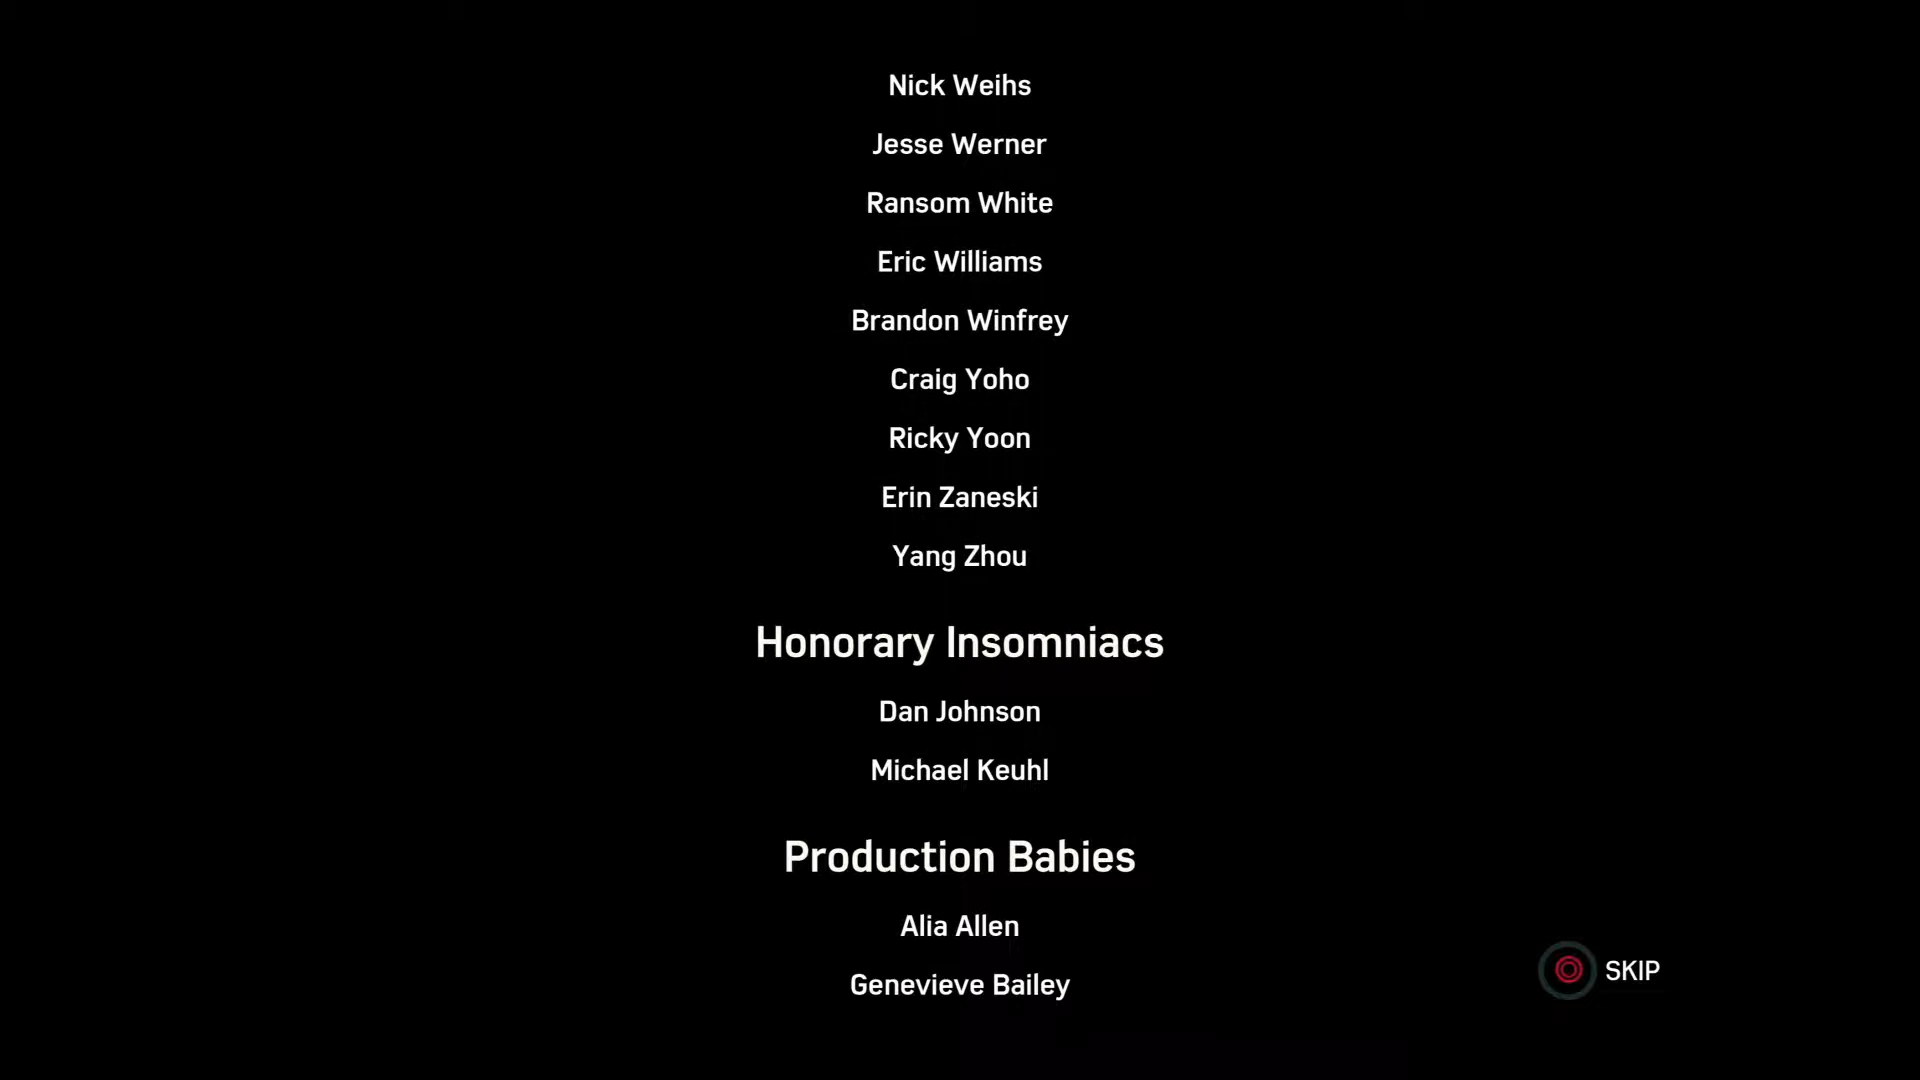 Nick Weihs
Jesse Werner
Ransom White
Eric Williams
Brandon Winfrey
Craig Yoho
Ricky Yoon
Erin Zaneski
Yang Zhou
Honorary Insomniacs
Dan Johnson
Michael Keuhl
Production Babies
Alia Allen
Genevieve Bailey
SKIP